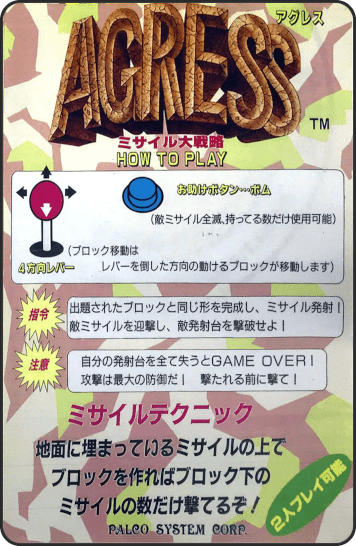 AGRESS
アグレス
TM
ミサイル大戦略
HOW TO PLAY
お助けボタン…ボム
(敵ミサイル全滅、持ってる数だけ使用可能)
(ブロック移動は
レバーを倒した方向の動けるブロックが移動します)
4方向レバー
指令
出題されたブロックと同じ形を完成し、ミサイル発射!
敵ミサイルを迎撃し、敵発射台を撃破せよ!
注意
自分の発射台を全て失うとGAME OVER!
攻撃は最大の防御だ! 撃たれる前に撃て!
ミサイルテクニック
地面に埋まっているミサイルの上で
ブロックを作ればブロック下の
ミサイルの数だけ撃てるぞ!
2人プレイ可能
PALCO SYSTEM CORP.